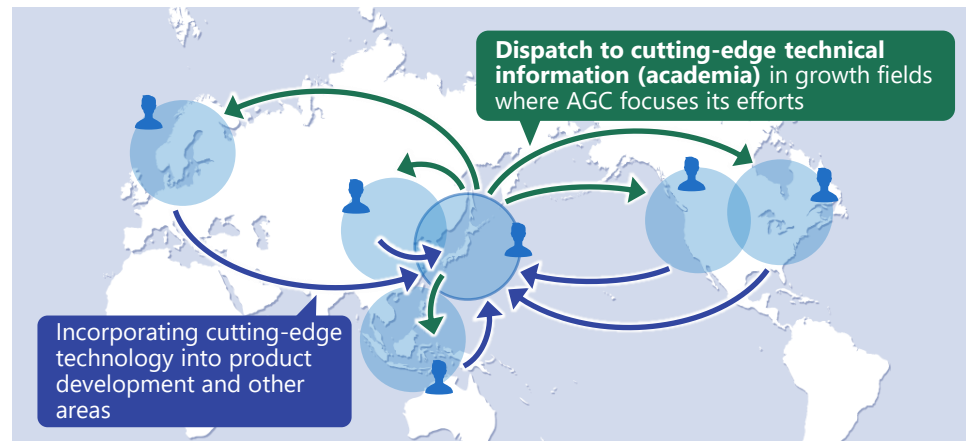 Dispatch to cutting-edge technical
information (academia) in growth fields
where AGC focuses its efforts
Incorporating cutting-edge
technology into product
development and other
areas